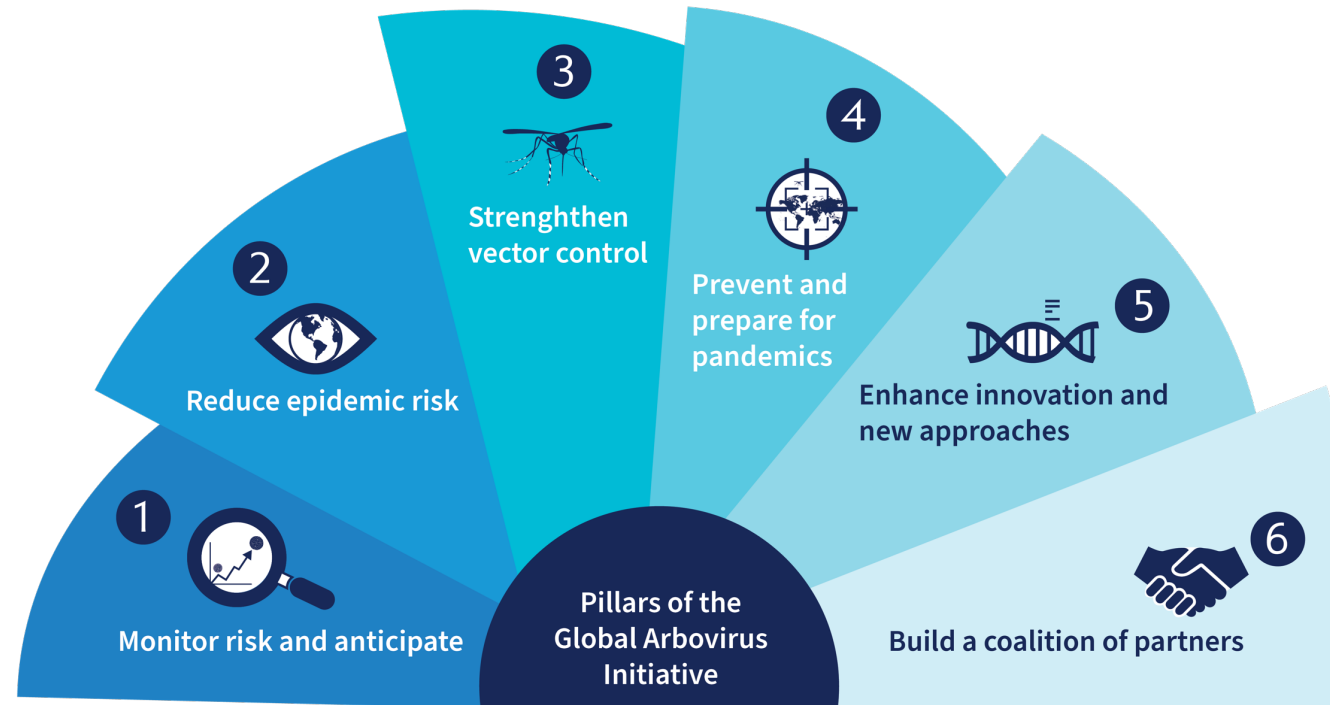 1
Monitor risk and anticipate
2
Reduce epidemic risk
3
Strenghthen
vector control
4
Prevent and
prepare for
pandemics
5
Enhance innovation and
new approaches
6
Build a coalition of partners
Pillars of the
Global Arbovirus
Initiative